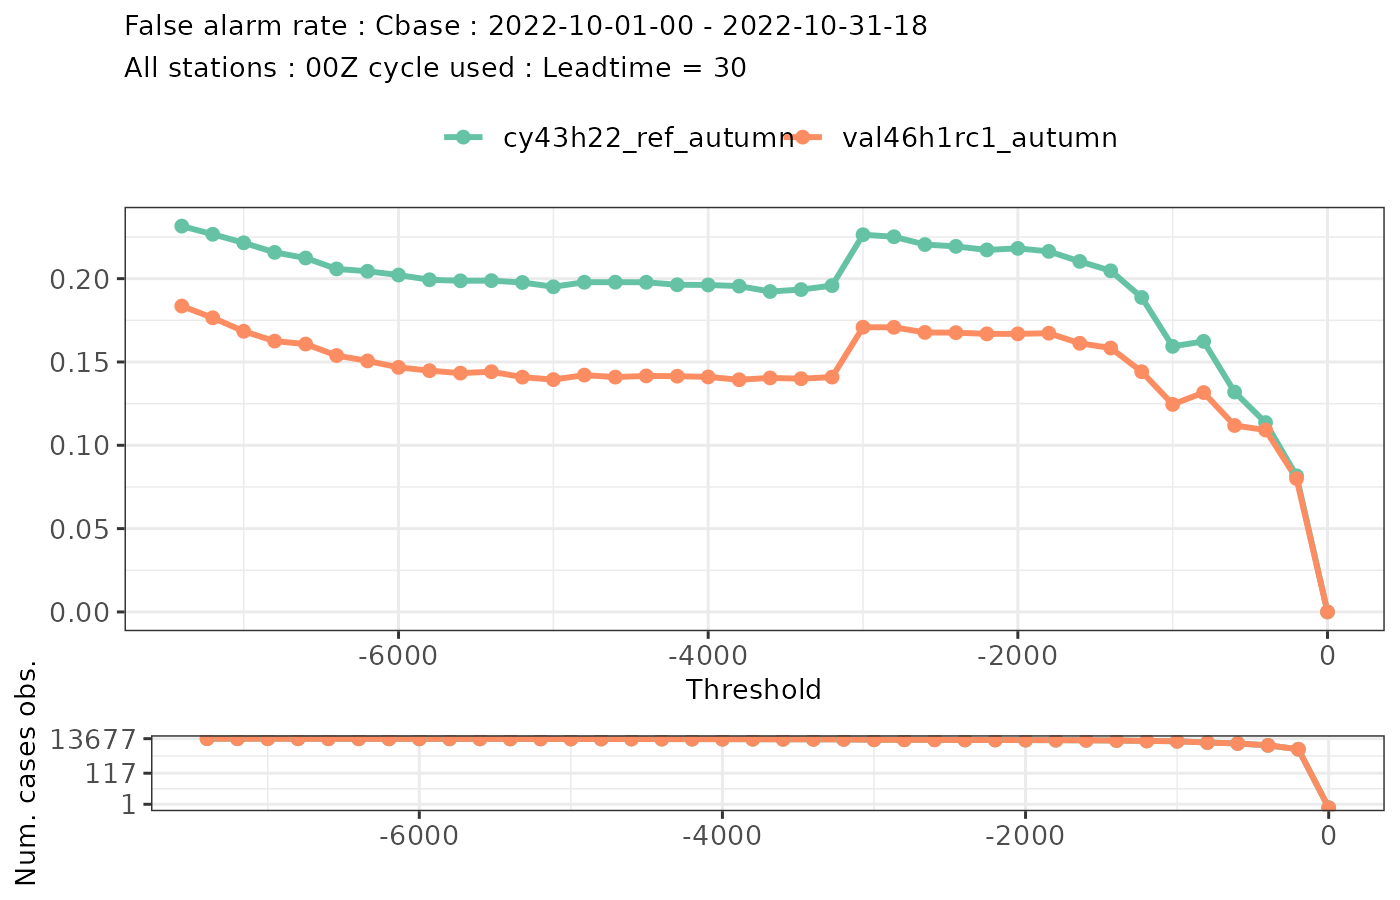 False alarm rate : Cbase : 2022-10-01-00 - 2022-10-31-18
All stations : 00Z cycle used : Leadtime = 30
cy43h22_ref_autumn val46h1rc1_autumn
0.20
0.15
0.10
0.05
0.00
-6000 -4000 -2000 0
Threshold
Num. cases obs.
13677
117
1
-6000 -4000 -2000 0